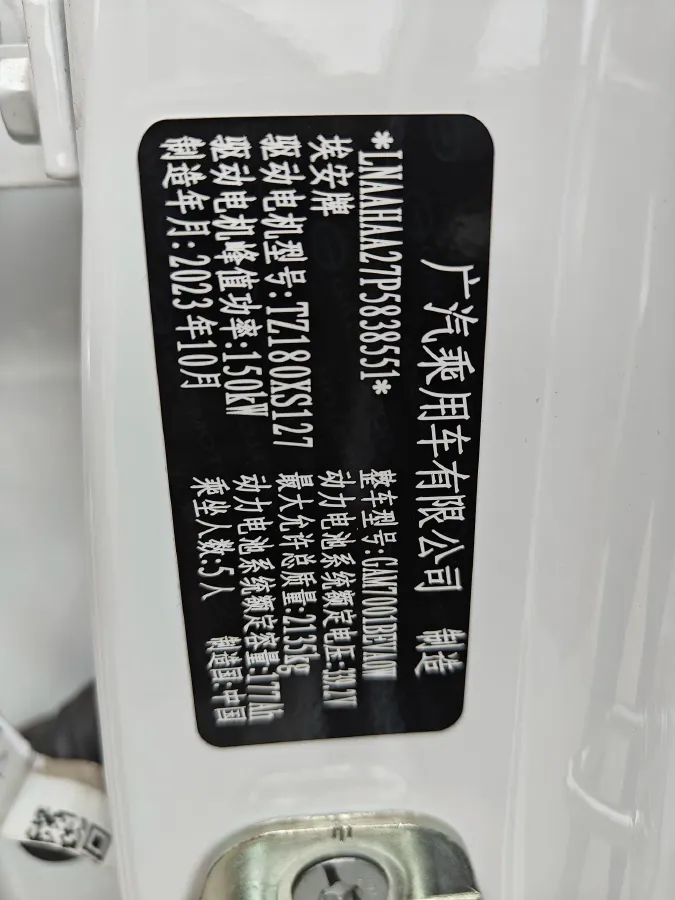 广汽乘用车有限公司 制造
*LNAAHAA27P5838551*
整车型号:GAM7001BEVA0W
埃安牌
动力电池系统额定电压:339.2V
驱动电机型号:TZ180XS127
最大允许总质量:2135kg
驱动电机峰值功率:150kW
动力电池系统额定容量:177Ah
制造年月:2023年10月
乘坐人数:5人
制造国:中国